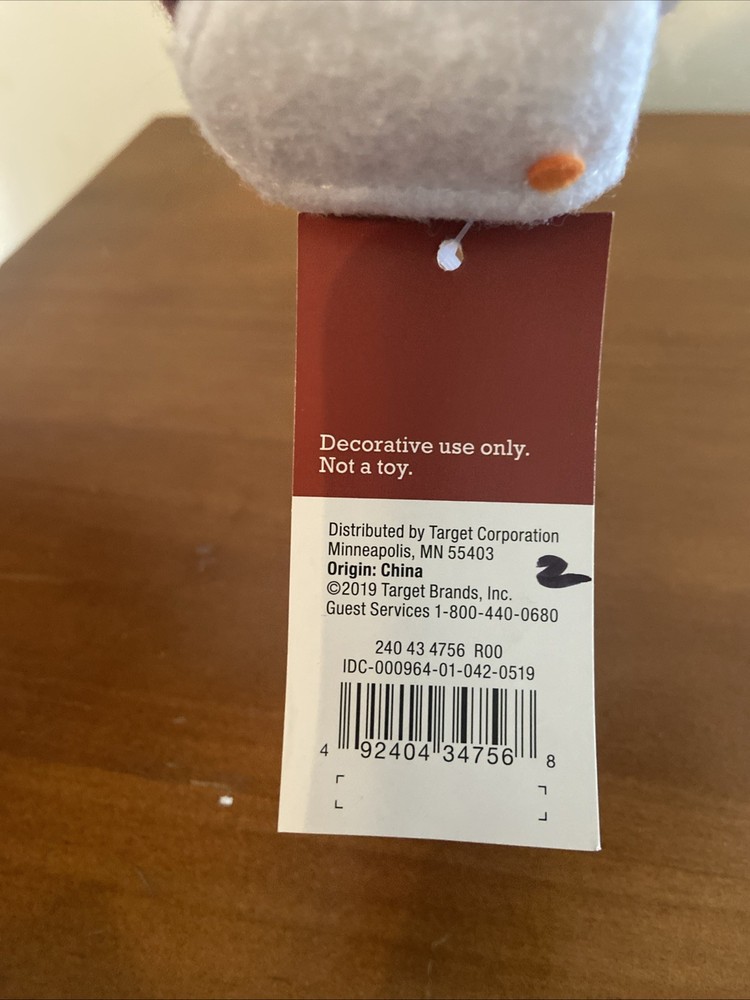 Decorative use only.
Not a toy.
Distributed by Target Corporation
Minneapolis, MN 55403
Origin: China
©2019 Target Brands, Inc.
Guest Services 1-800-440-0680
240 43 4756 R00
IDC-000964-01-042-0519
4 92404 34756 8